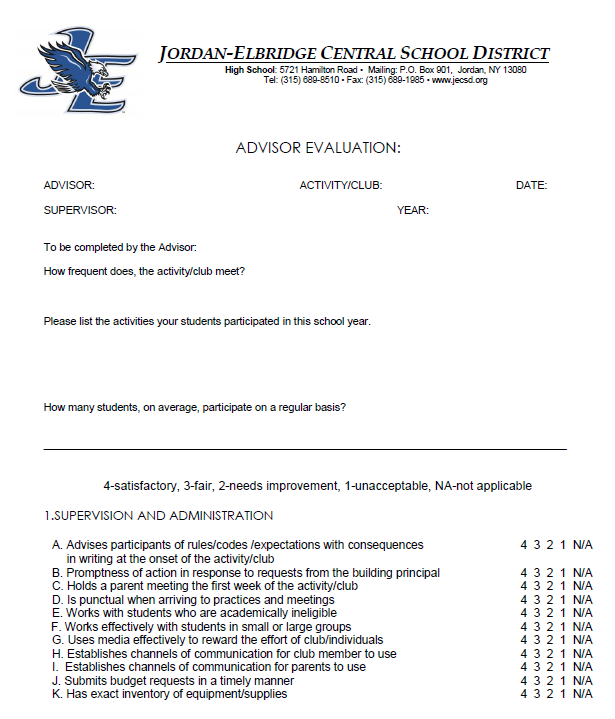 JE
JORDAN-ELBRIDGE CENTRAL SCHOOL DISTRICT
High School: 5721 Hamilton Road • Mailing: P.O. Box 901, Jordan, NY 13080
Tel: (315) 689-8510 • Fax: (315) 689-1985 • www.jecsd.org
ADVISOR EVALUATION:
ADVISOR: ACTIVITY/CLUB: DATE:
SUPERVISOR: YEAR:
To be completed by the Advisor:
How frequent does, the activity/club meet?
Please list the activities your students participated in this school year.
How many students, on average, participate on a regular basis?
4-satisfactory, 3-fair, 2-needs improvement, 1-unacceptable, NA-not applicable
1.SUPERVISION AND ADMINISTRATION
A. Advises participants of rules/codes /expectations with consequences 4 3 2 1 N/A
in writing at the onset of the activity/club
B. Promptness of action in response to requests from the building principal 4 3 2 1 N/A
C. Holds a parent meeting the first week of the activity/club 4 3 2 1 N/A
D. Is punctual when arriving to practices and meetings 4 3 2 1 N/A
E. Works with students who are academically ineligible 4 3 2 1 N/A
F. Works effectively with students in small or large groups 4 3 2 1 N/A
G. Uses media effectively to reward the effort of club/individuals 4 3 2 1 N/A
H. Establishes channels of communication for club member to use 4 3 2 1 N/A
I. Establishes channels of communication for parents to use 4 3 2 1 N/A
J. Submits budget requests in a timely manner 4 3 2 1 N/A
K. Has exact inventory of equipment/supplies 4 3 2 1 N/A